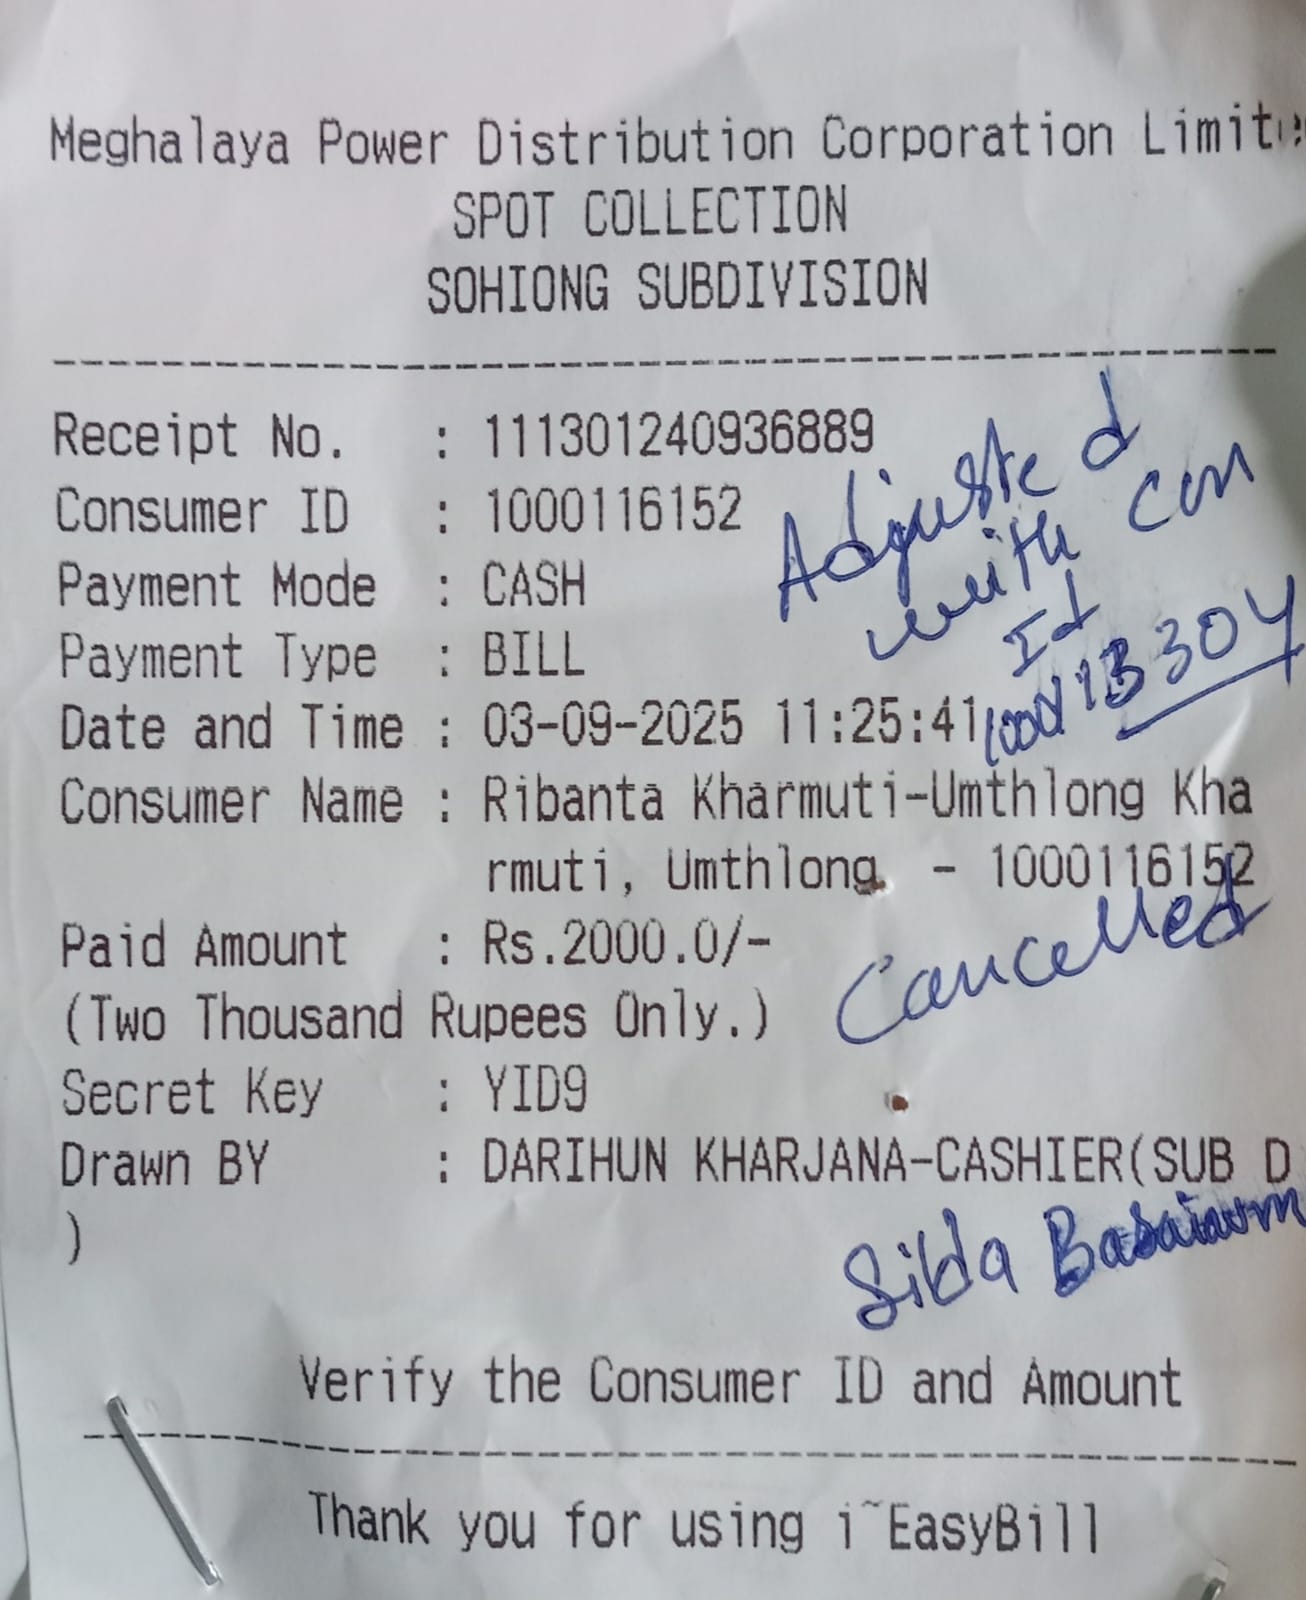 Meghalaya Power Distribution Corporation Limite
SPOT COLLECTION
SOHIONG SUBDIVISION
Receipt No. : 111301240936889
Consumer ID : 1000116152
Payment Mode : CASH
Payment Type : BILL
Date and Time : 03-09-2025 11:25:41
Consumer Name : Ribanta Kharmuti-Umthlong Kha
rmuti, Umthlong, - 1000116152
Paid Amount : Rs.2000.0/-
(Two Thousand Rupees Only.)
Secret Key : YID9
Drawn BY : DARIHUN KHARJANA-CASHIER(SUB D
)
Adjusted
with Con
Id
Cancelled
Silda
Verify the Consumer ID and Amount
Thank you for using i~EasyBill